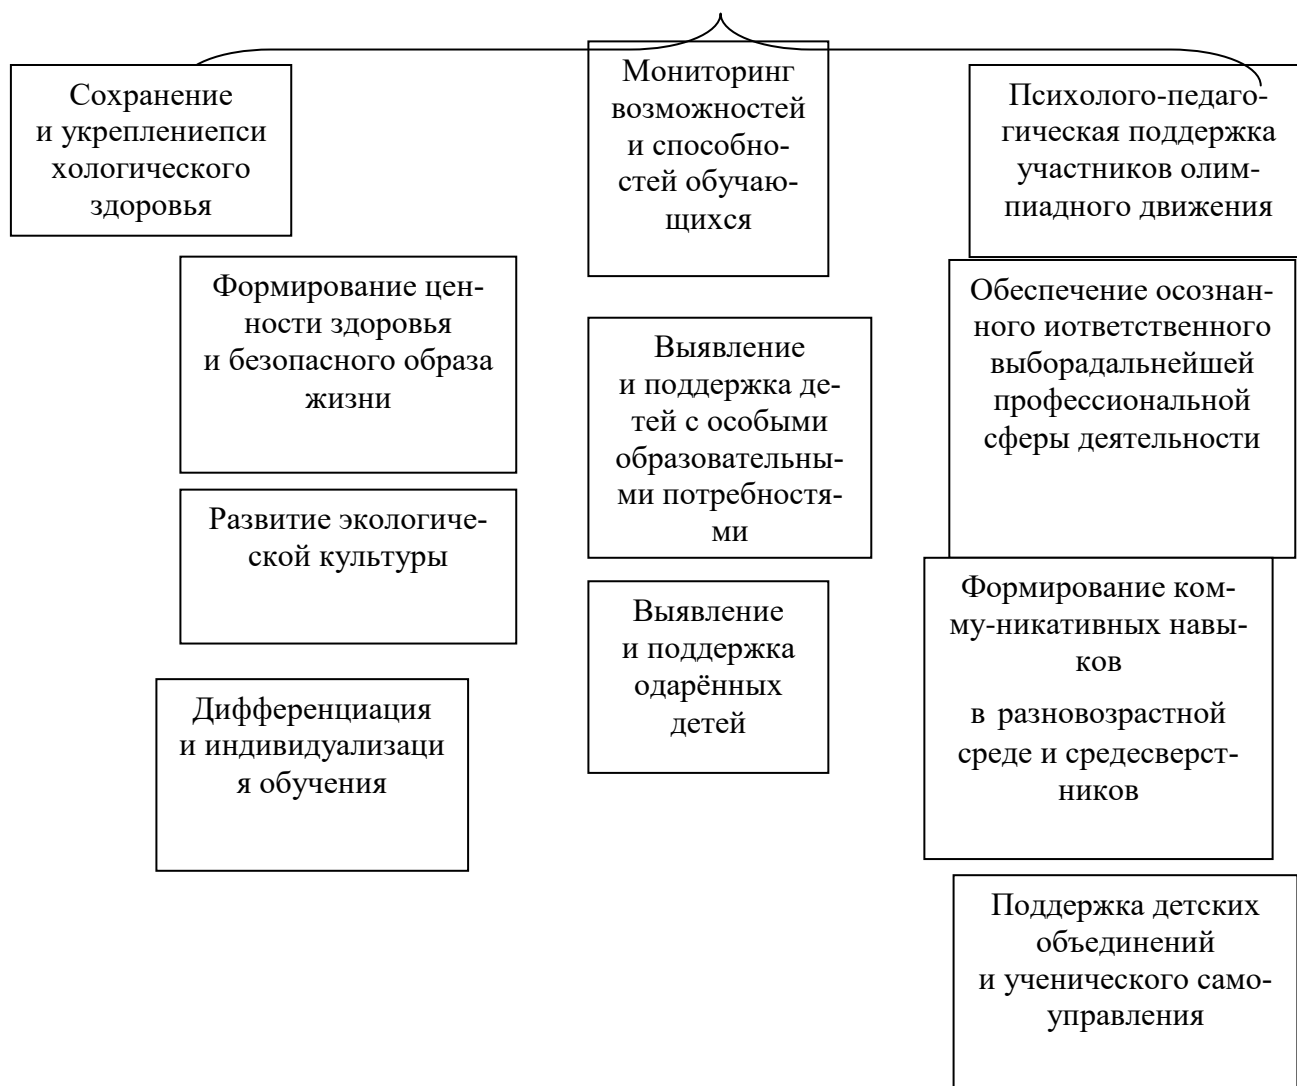 Сохранение
и укреплениепси
хологического
здоровья
Формирование цен-
ности здоровья
и безопасного образа
жизни
Развитие экологиче-
ской культуры
Дифференциация
и индивидуализаци
я обучения
Мониторинг
возможностей
и способно-
стей обучаю-
щихся
Выявление
и поддержка де-
тей с особыми
образовательны-
ми потребностя-
ми
Выявление
и поддержка
одарённых
детей
Психолого-педаго-
гическая поддержка
участников олим-
пиадного движения
Обеспечение осознан-
ного иответственного
выборадальнейшей
профессиональной
сферы деятельности
Формирование ком-
му-никативных навы-
ков
в разновозрастной
среде и средесверст-
ников
Поддержка детских
объединений
и ученического само-
управления